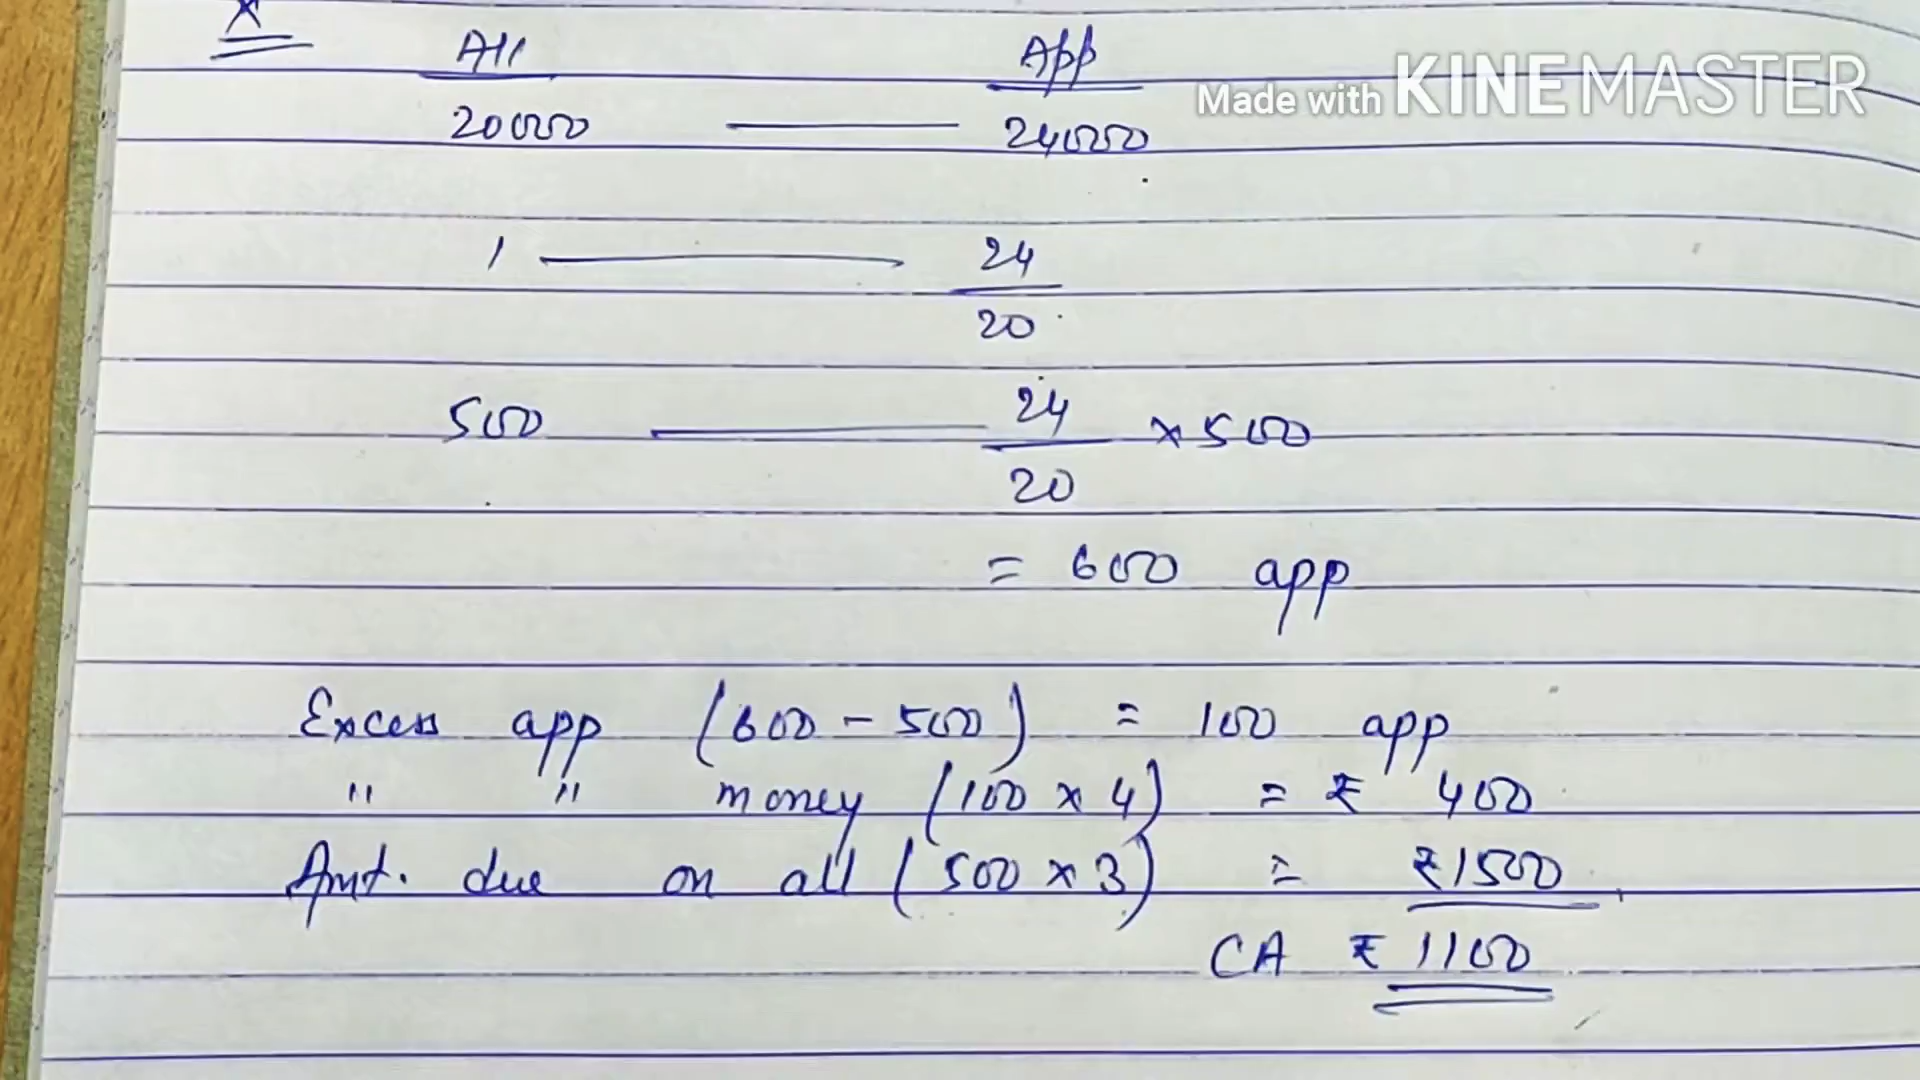 X
All App
Made with KINEMASTER
20000 — 24000
1 — 24
20
500 — 24 × 500
20
= 600 app
Excess app (600 - 500) = 100 app
" " money (100 × 4) = ₹ 400
Amt. due on all (500 × 3) = ₹1500
CA ₹ 1100